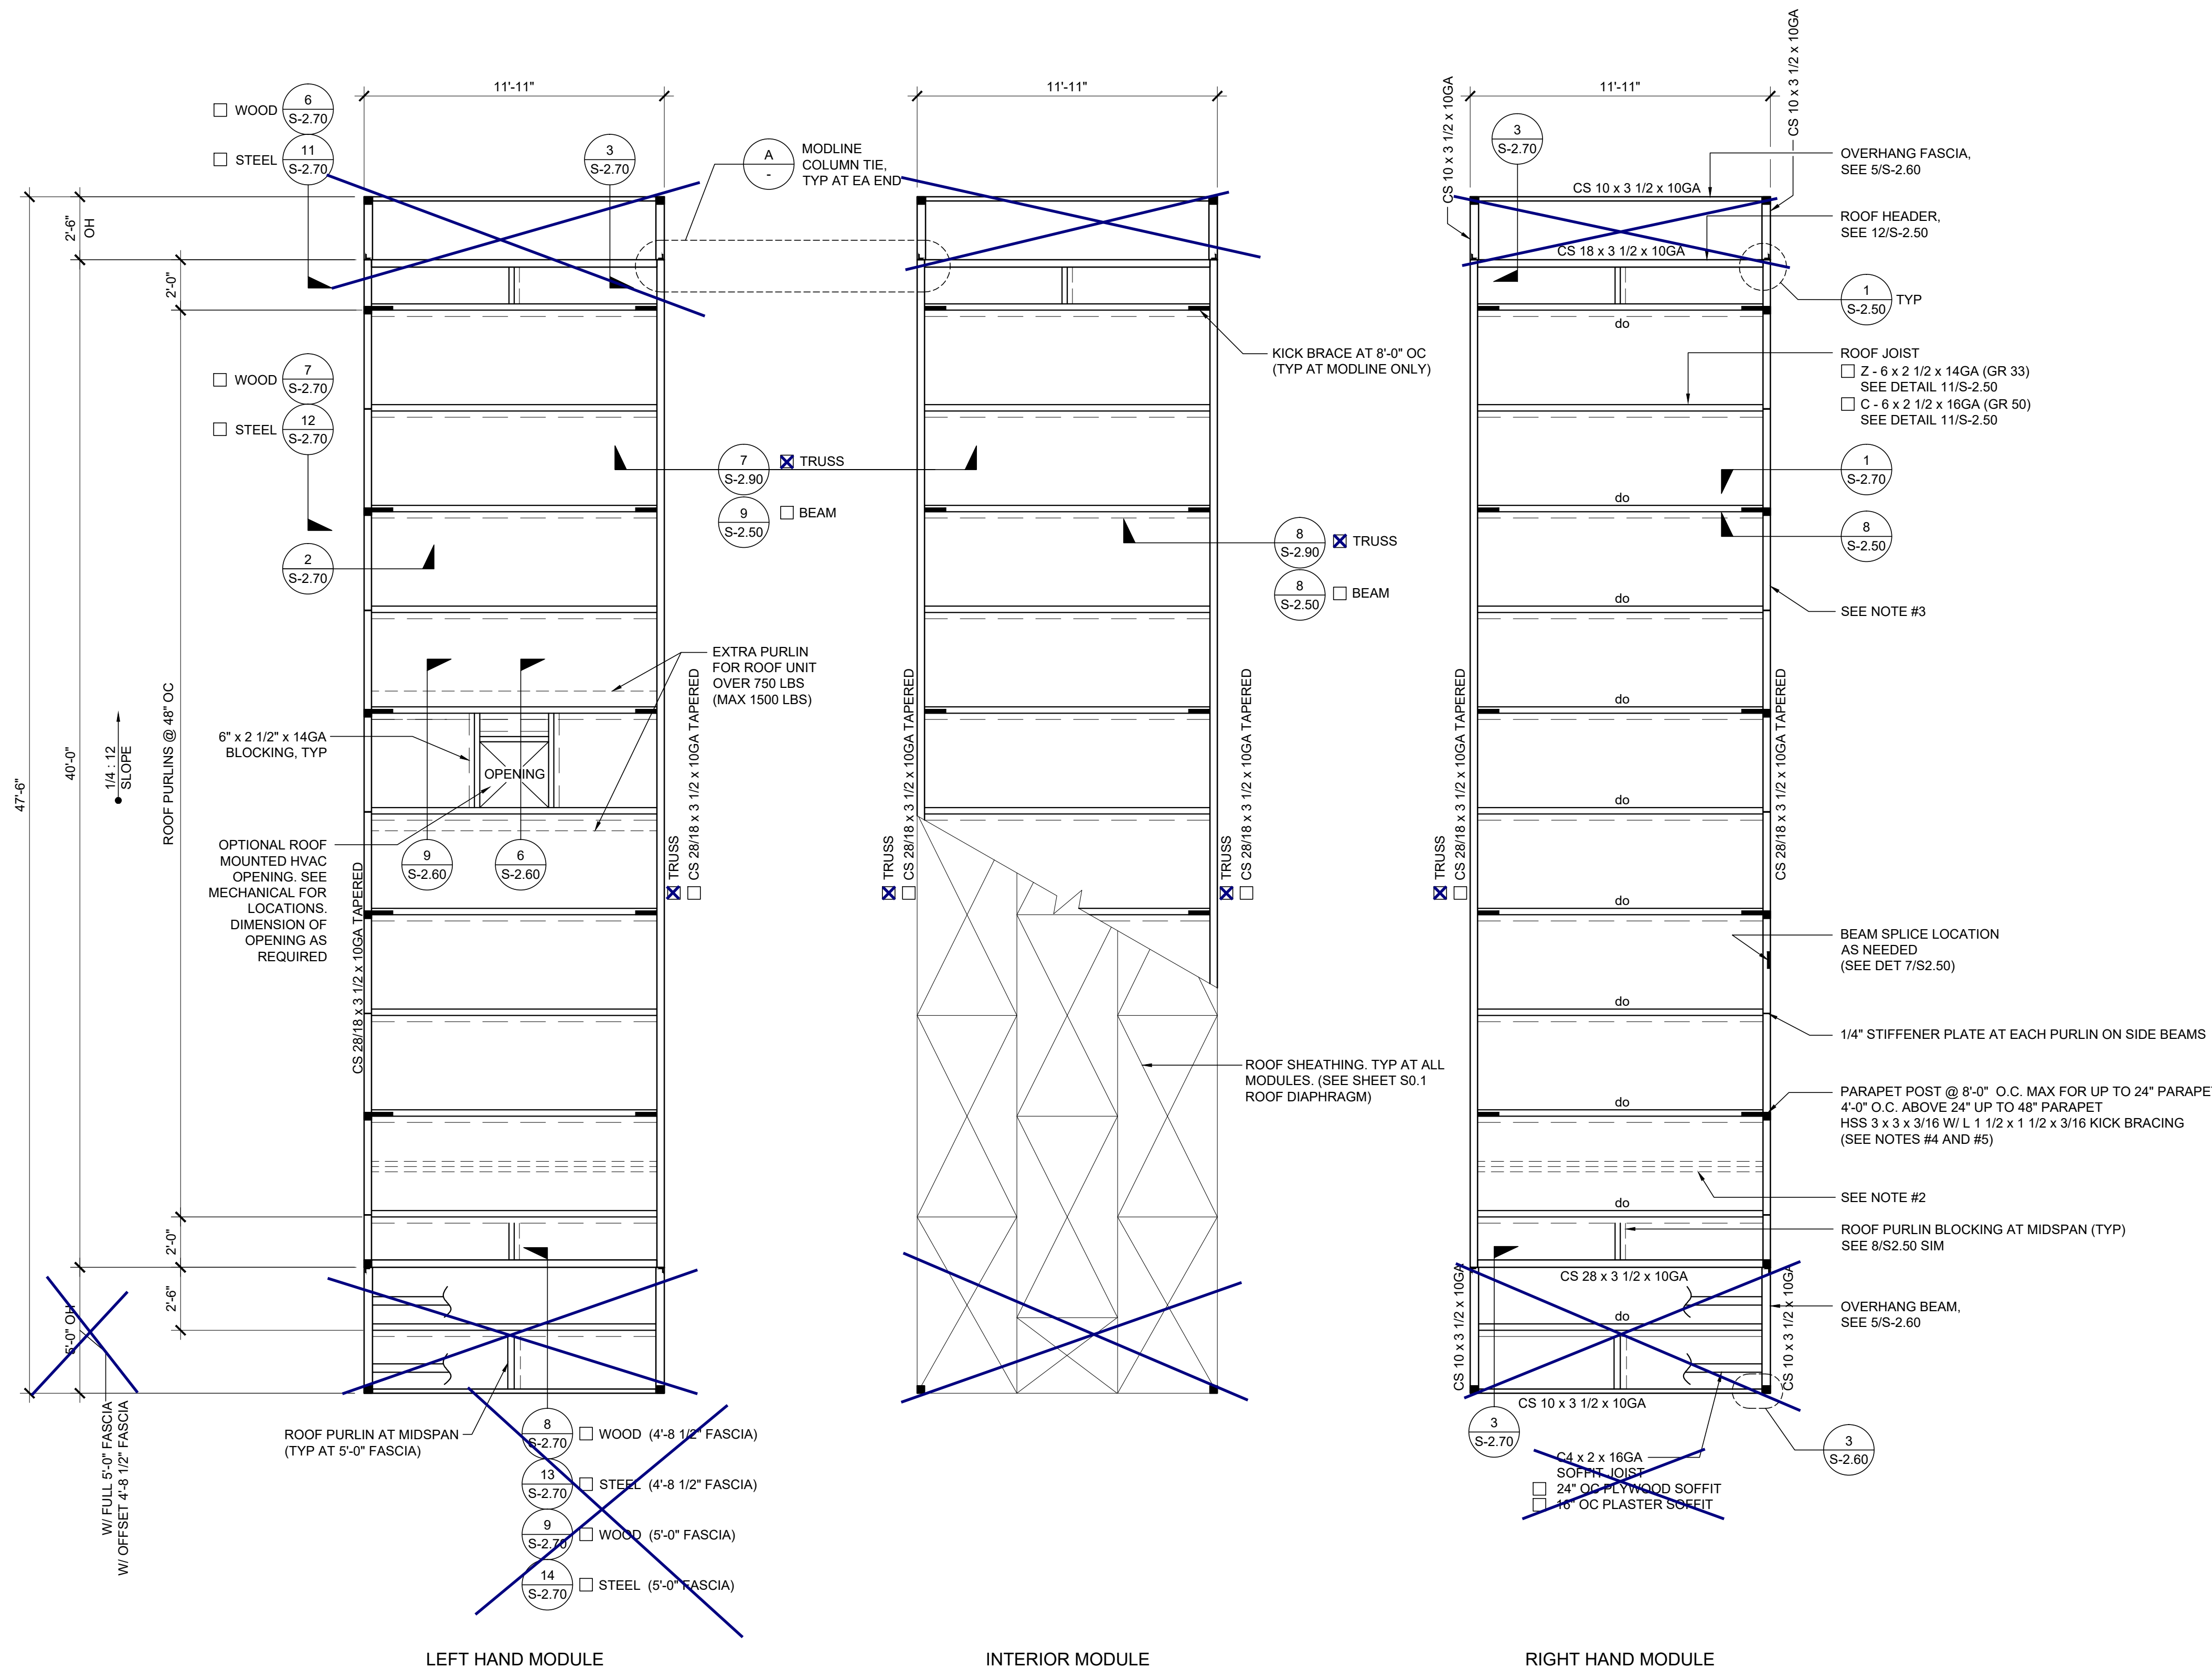 11'-11"
11'-11"
11'-11"
WOOD
6
S-2.70
STEEL
11
S-2.70
3
S-2.70
A
-
MODLINE
COLUMN TIE,
TYP AT EA END
CS 10 x 3 1/2 x 10GA
3
S-2.70
CS 10 x 3 1/2 x 10GA
OVERHANG FASCIA,
SEE 5/S-2.60
CS 10 x 3 1/2 x 10GA
ROOF HEADER,
SEE 12/S-2.50
CS 18 x 3 1/2 x 10GA
2'-6"
OH
2'-0"
1
S-2.50
TYP
do
KICK BRACE AT 8'-0" OC
(TYP AT MODLINE ONLY)
ROOF JOIST
Z - 6 x 2 1/2 x 14GA (GR 33)
SEE DETAIL 11/S-2.50
C - 6 x 2 1/2 x 16GA (GR 50)
SEE DETAIL 11/S-2.50
WOOD
7
S-2.70
STEEL
12
S-2.70
7
S-2.90
TRUSS
9
S-2.50
BEAM
1
S-2.70
do
8
S-2.90
TRUSS
8
S-2.50
BEAM
8
S-2.50
2
S-2.70
do
SEE NOTE #3
EXTRA PURLIN
FOR ROOF UNIT
OVER 750 LBS
(MAX 1500 LBS)
do
6" x 2 1/2" x 14GA
BLOCKING, TYP
OPENING
47'-6"
40'-0"
1/4 : 12
SLOPE
ROOF PURLINS @ 48" OC
do
OPTIONAL ROOF
MOUNTED HVAC
OPENING. SEE
MECHANICAL FOR
LOCATIONS.
DIMENSION OF
OPENING AS
REQUIRED
9
S-2.60
6
S-2.60
CS 28/18 x 3 1/2 x 10GA TAPERED
TRUSS
CS 28/18 x 3 1/2 x 10GA TAPERED
TRUSS
CS 28/18 x 3 1/2 x 10GA TAPERED
TRUSS
CS 28/18 x 3 1/2 x 10GA TAPERED
TRUSS
CS 28/18 x 3 1/2 x 10GA TAPERED
CS 28/18 x 3 1/2 x 10GA TAPERED
do
BEAM SPLICE LOCATION
AS NEEDED
(SEE DET 7/S2.50)
do
1/4" STIFFENER PLATE AT EACH PURLIN ON SIDE BEAMS
ROOF SHEATHING. TYP AT ALL
MODULES. (SEE SHEET S0.1
ROOF DIAPHRAGM)
do
PARAPET POST @ 8'-0" O.C. MAX FOR UP TO 24"
4'-0" O.C. ABOVE 24" UP TO 48" PARAPET
HSS 3 x 3 x 3/16 W/ L 1 1/2 x 1 1/2 x 3/16 KICK BRACING
(SEE NOTES #4 AND #5)
SEE NOTE #2
do
ROOF PURLIN BLOCKING AT MIDSPAN (TYP)
SEE 8/S2.50 SIM
2'-0"
2'-6"
5'-0" OH
W/ FULL 5'-0" FASCIA
W/ OFFSET 4'-8 1/2" FASCIA
CS 28 x 3 1/2 x 10GA
CS 10 x 3 1/2 x 10GA
do
CS 10 x 3 1/2 x 10GA
OVERHANG BEAM,
SEE 5/S-2.60
CS 10 x 3 1/2 x 10GA
ROOF PURLIN AT MIDSPAN
(TYP AT 5'-0" FASCIA)
8
S-2.70
WOOD (4'-8 1/2" FASCIA)
13
S-2.70
STEEL (4'-8 1/2" FASCIA)
9
S-2.70
WOOD (5'-0" FASCIA)
14
S-2.70
STEEL (5'-0" FASCIA)
3
S-2.70
3
S-2.60
C4 x 2 x 16GA
SOFFIT JOIST
24" OC PLYWOOD SOFFIT
16" OC PLASTER SOFFIT
LEFT HAND MODULE
INTERIOR MODULE
RIGHT HAND MODULE